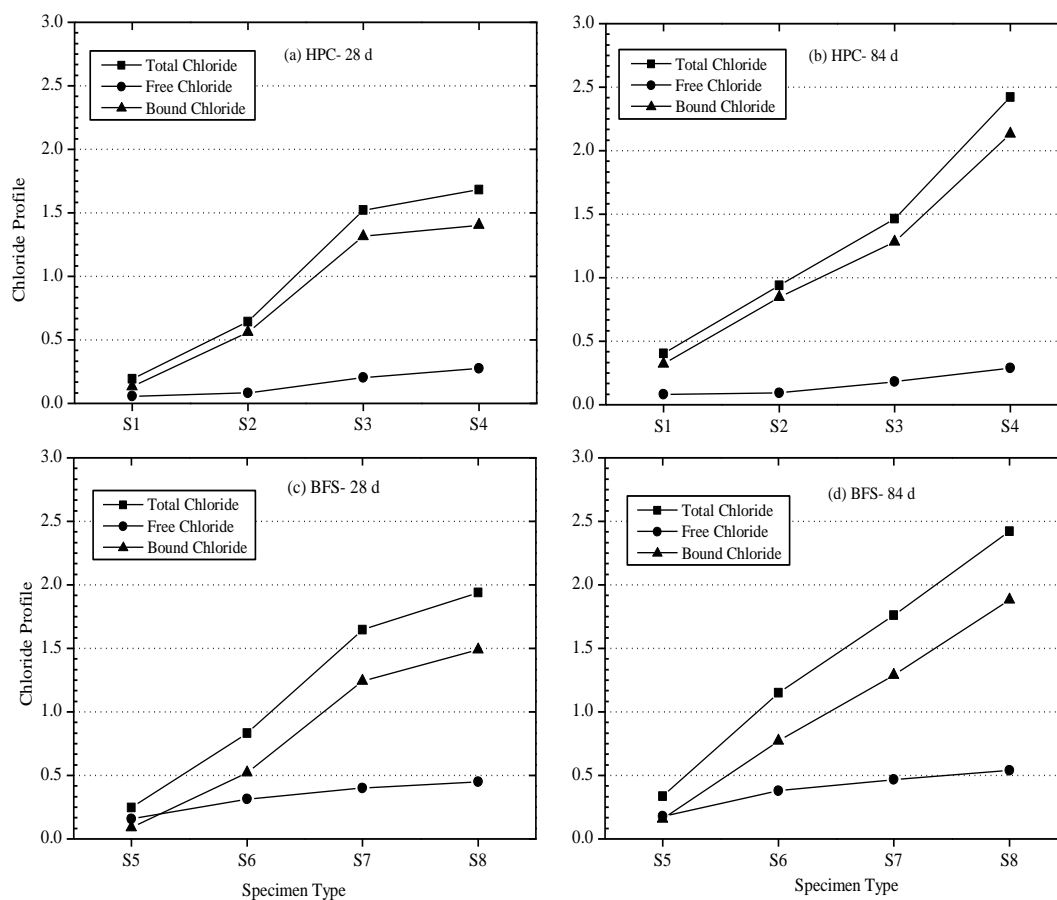 3.0
2.5
2.0
1.5
1.0
0.5
0.0
Chloride Profile
(a) HPC- 28 d
Total Chloride
Free Chloride
Bound Chloride
S1 S2 S3 S4
3.0
2.5
2.0
1.5
1.0
0.5
0.0
(b) HPC- 84 d
Total Chloride
Free Chloride
Bound Chloride
S1 S2 S3 S4
3.0
2.5
2.0
1.5
1.0
0.5
0.0
Chloride Profile
(c) BFS- 28 d
Total Chloride
Free Chloride
Bound Chloride
S5 S6 S7 S8
Specimen Type
3.0
2.5
2.0
1.5
1.0
0.5
0.0
(d) BFS- 84 d
Total Chloride
Free Chloride
Bound Chloride
S5 S6 S7 S8
Specimen Type